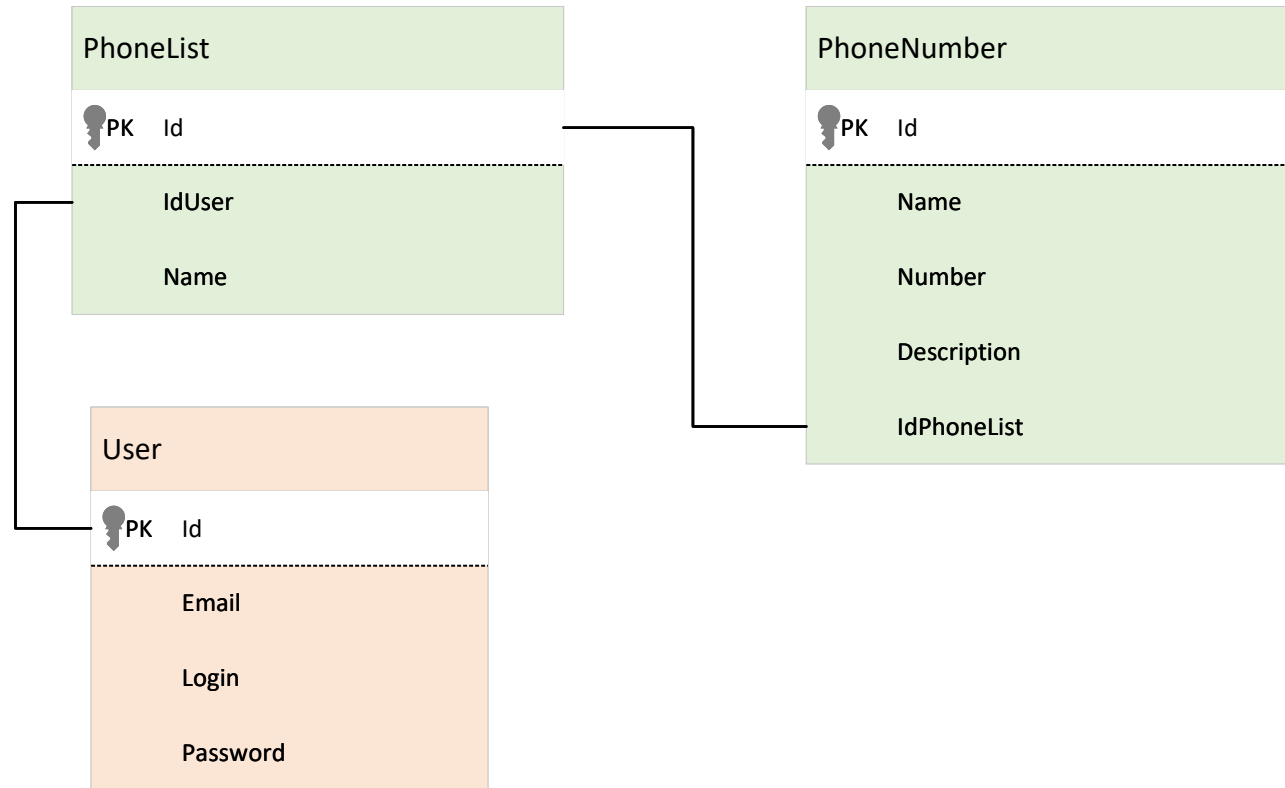 PhoneList
PK Id
IdUser
Name
PhoneNumber
PK Id
Name
Number
Description
IdPhoneList
User
PK Id
Email
Login
Password